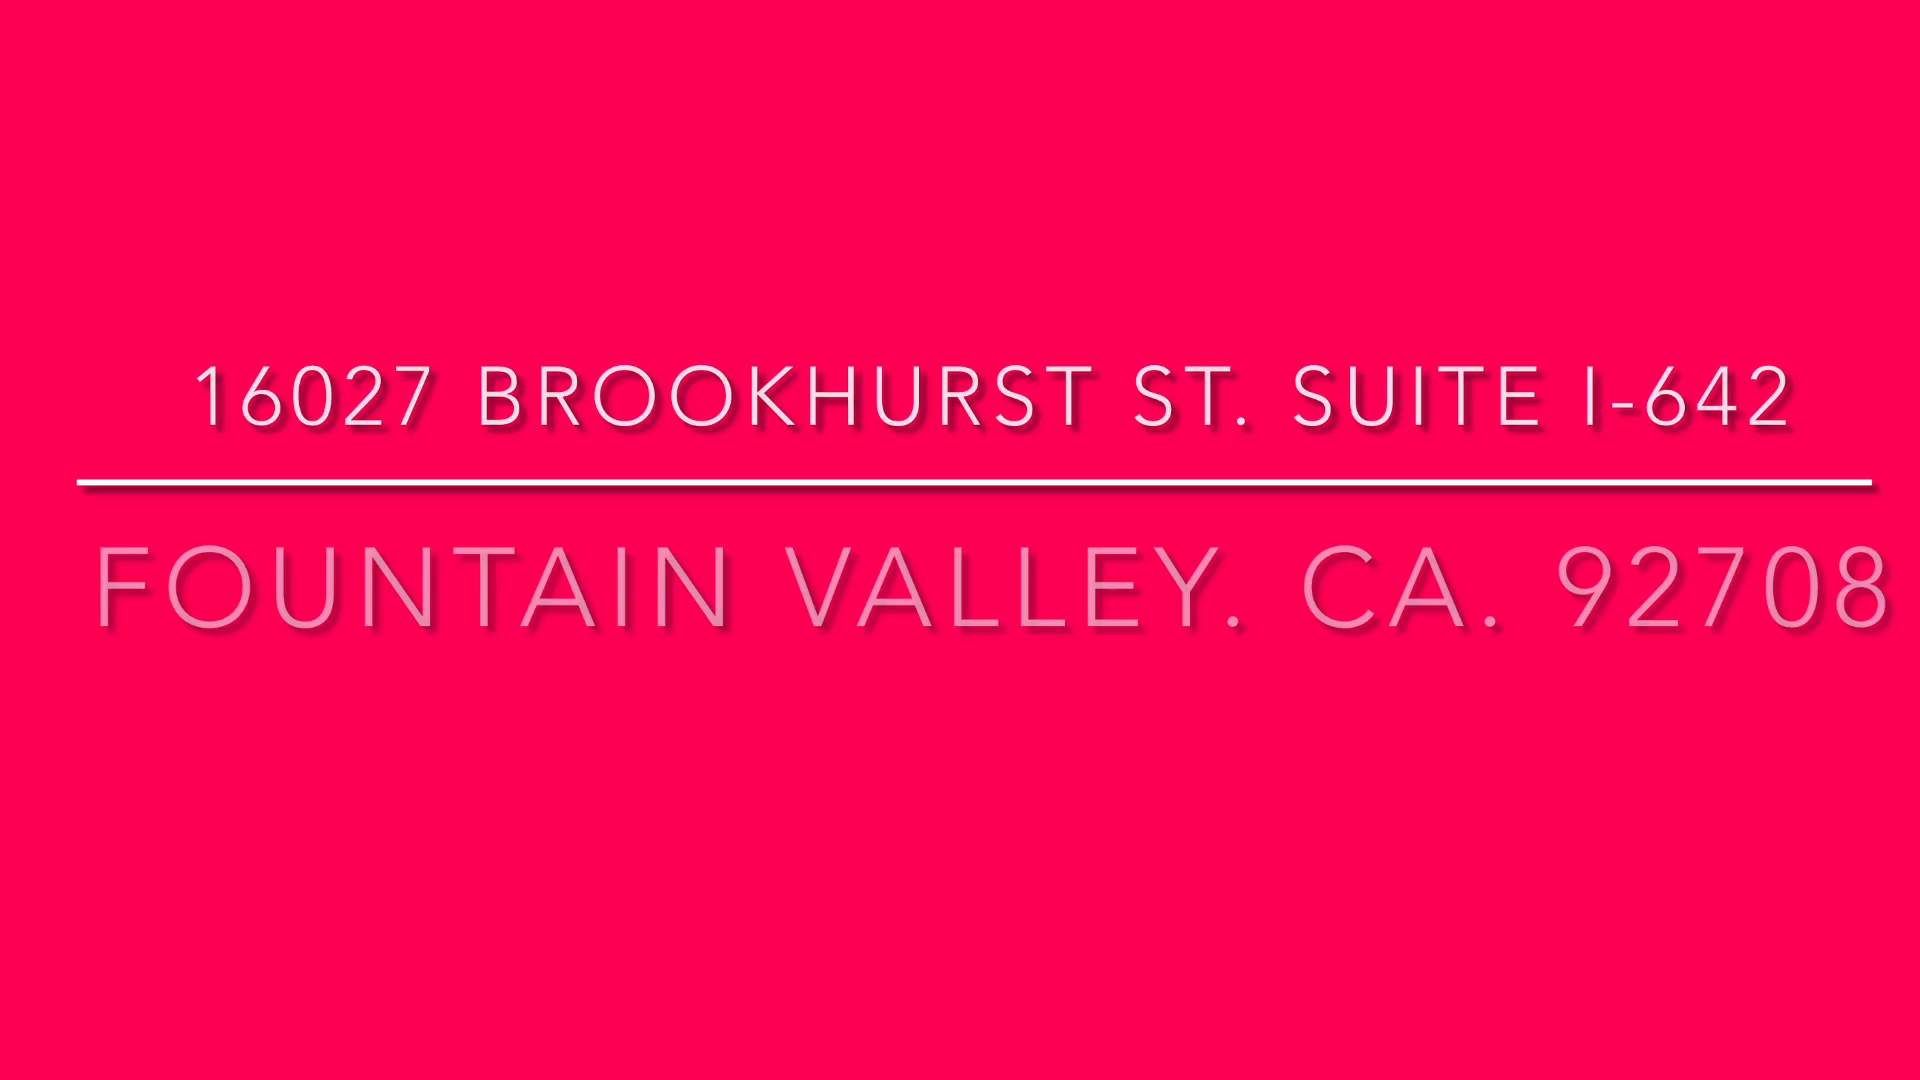 16027 BROOKHURST ST. SUITE I-642
FOUNTAIN VALLEY. CA. 92708